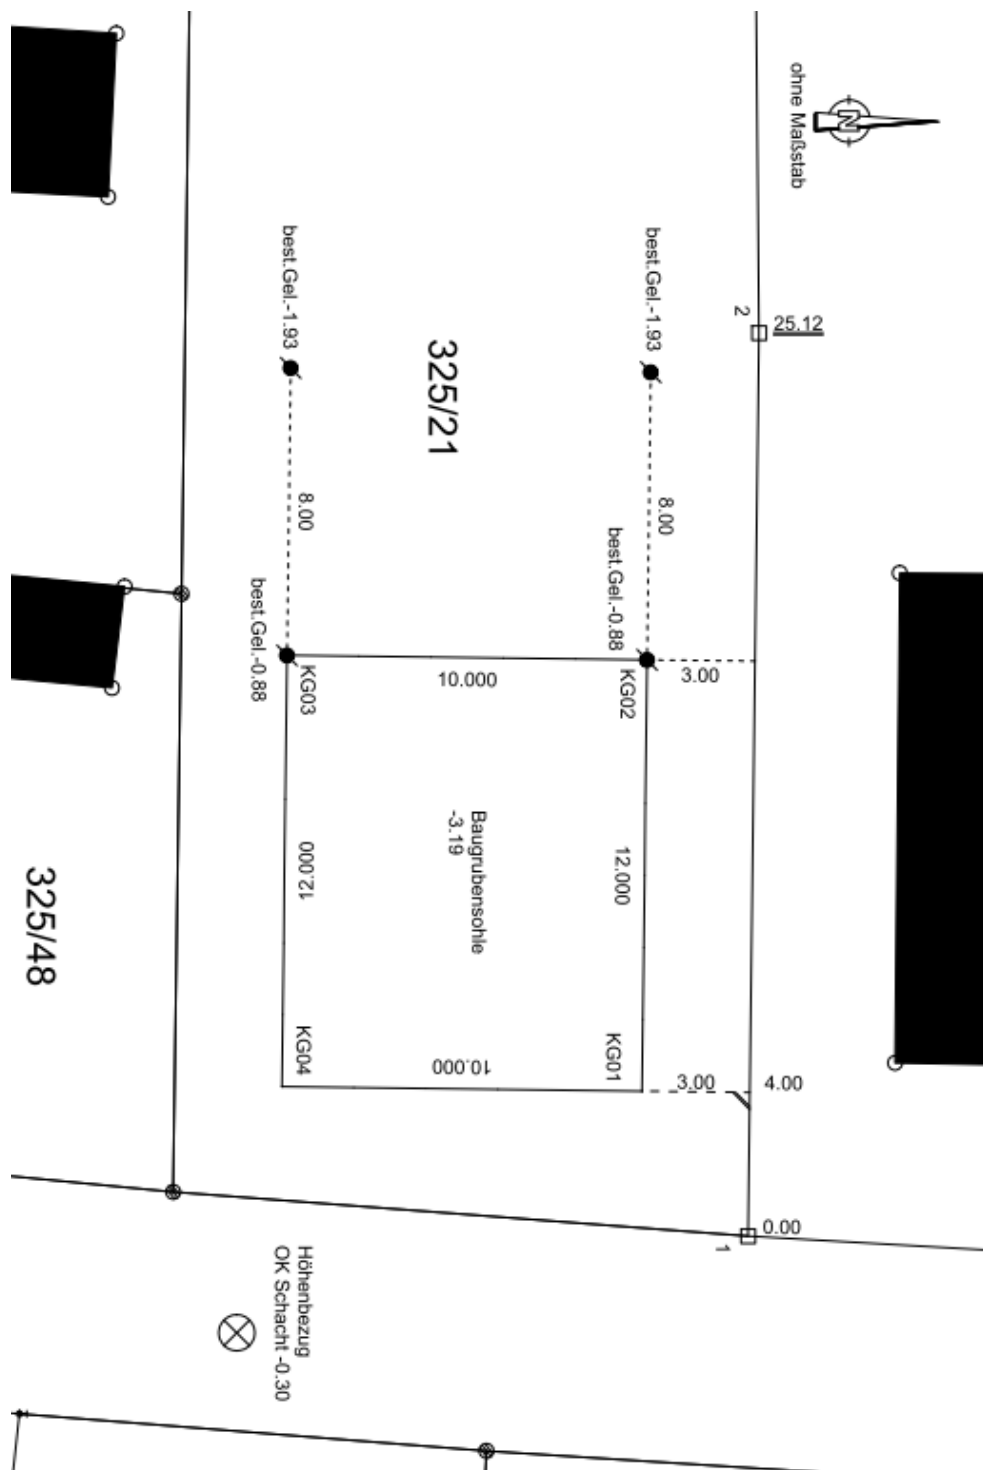 ohne Maßstab
N
2
25.12
best.Gel.-1.93
best.Gel.-1.93
325/21
8.00
8.00
best.Gel.-0.88
best.Gel.-0.88
KG03
10.000
KG02
3.00
Baugrubensohle
-3.19
12.000
12.000
325/48
KG04
10.000
KG01
3.00
4.00
0.00
1
Höhenbezug
OK Schacht -0.30